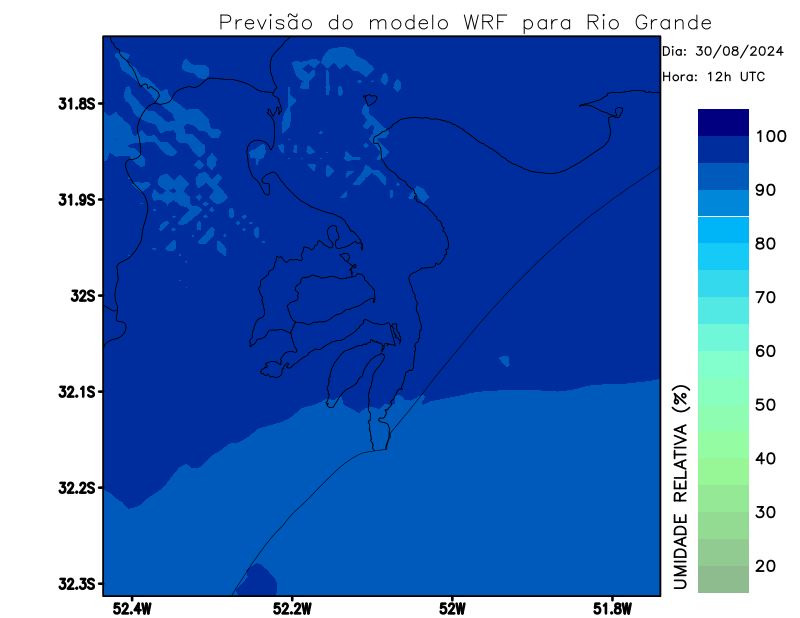 Previsão do modelo WRF para Rio Grande
Dia: 30/08/2024
Hora: 12h UTC
31.8S
31.9S
32S
32.1S
32.2S
32.3S
52.4W
52.2W
52W
51.8W
UMIDADE RELATIVA (%)
100
90
80
70
60
50
40
30
20